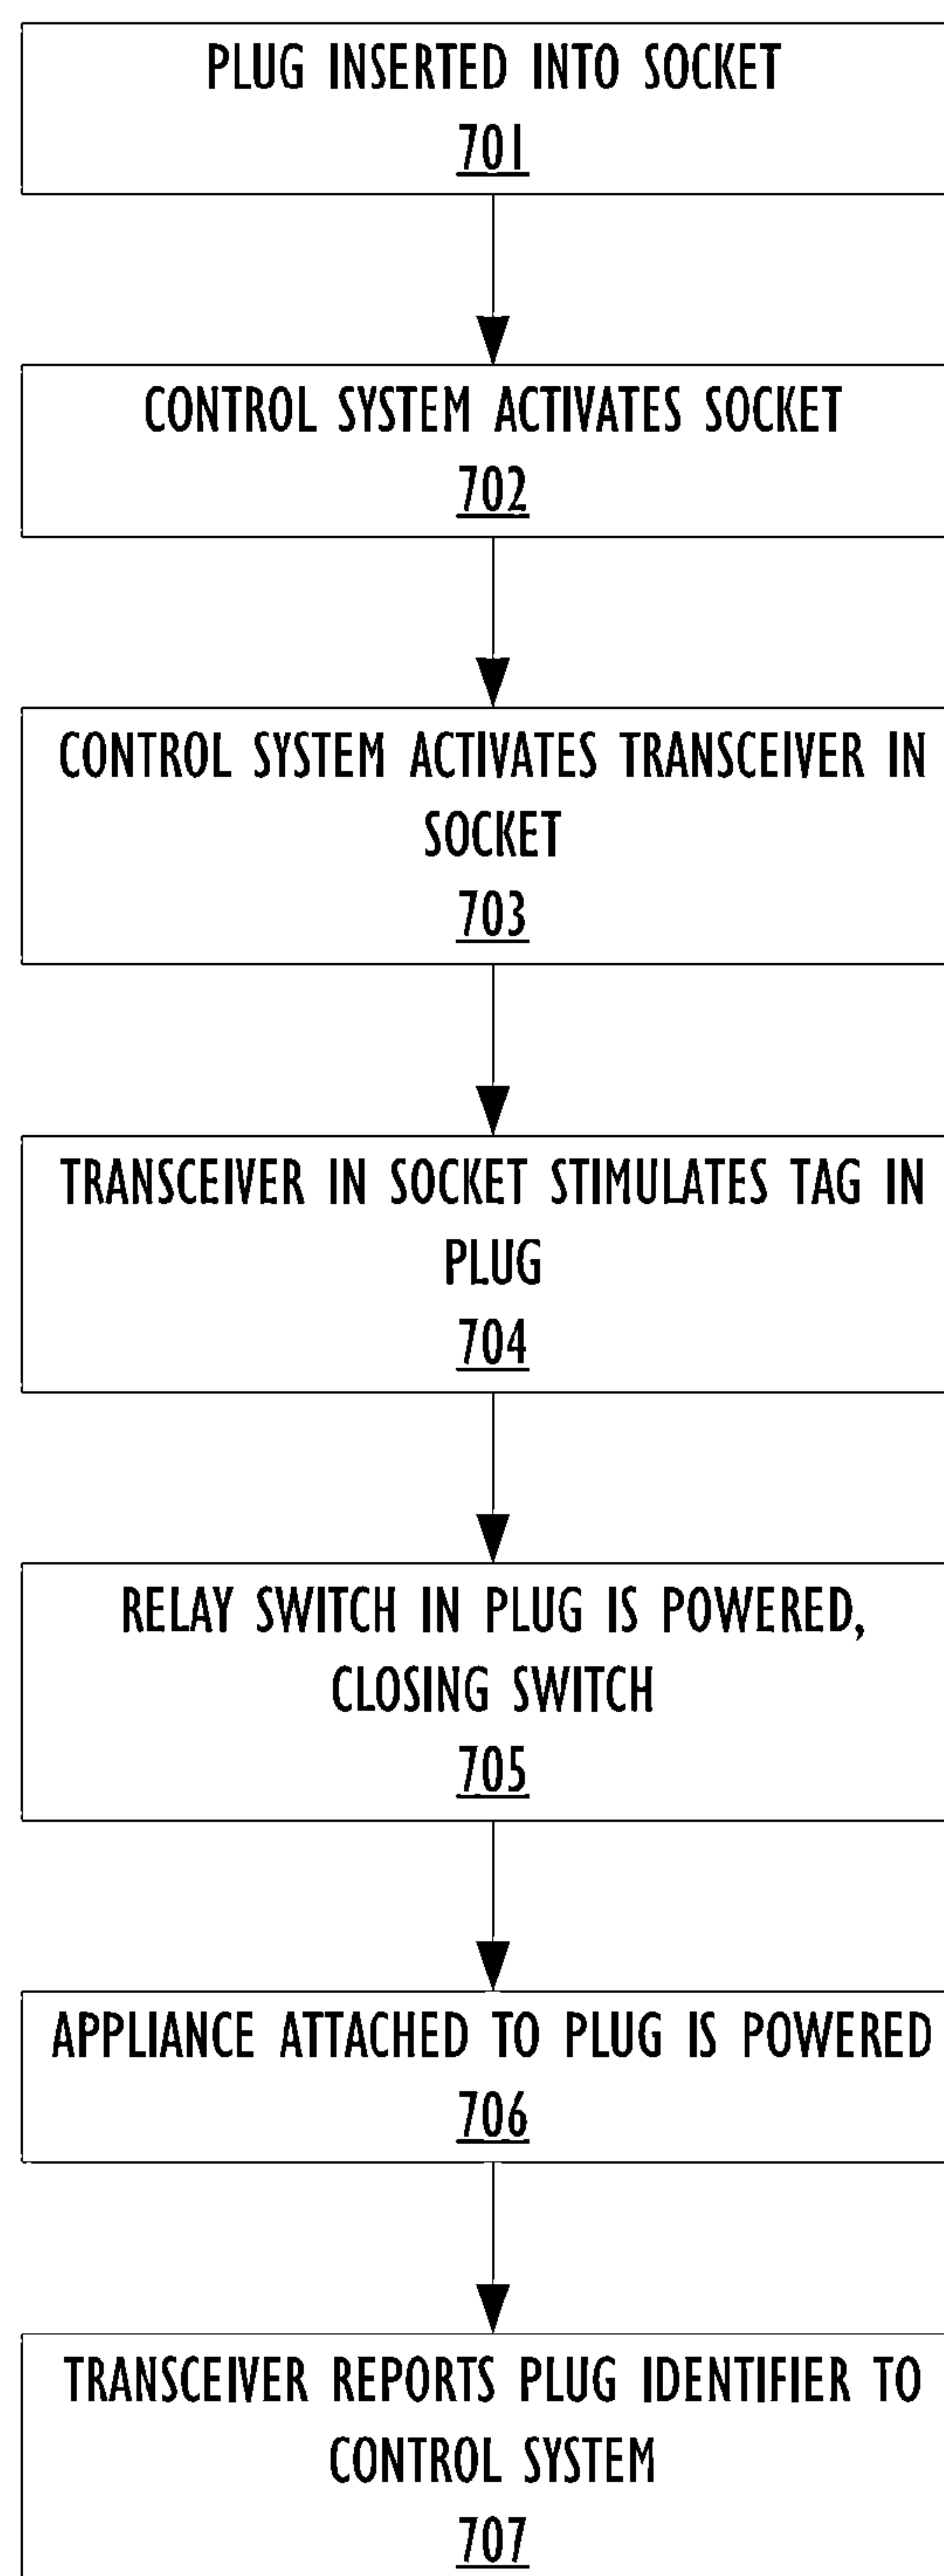 PLUG INSERTED INTO SOCKET
701
CONTROL SYSTEM ACTIVATES SOCKET
702
CONTROL SYSTEM ACTIVATES TRANSCEIVER IN
SOCKET
703
TRANSCEIVER IN SOCKET STIMULATES TAG IN
PLUG
704
RELAY SWITCH IN PLUG IS POWERED,
CLOSING SWITCH
705
APPLIANCE ATTACHED TO PLUG IS POWERED
706
TRANSCEIVER REPORTS PLUG IDENTIFIER TO
CONTROL SYSTEM
707